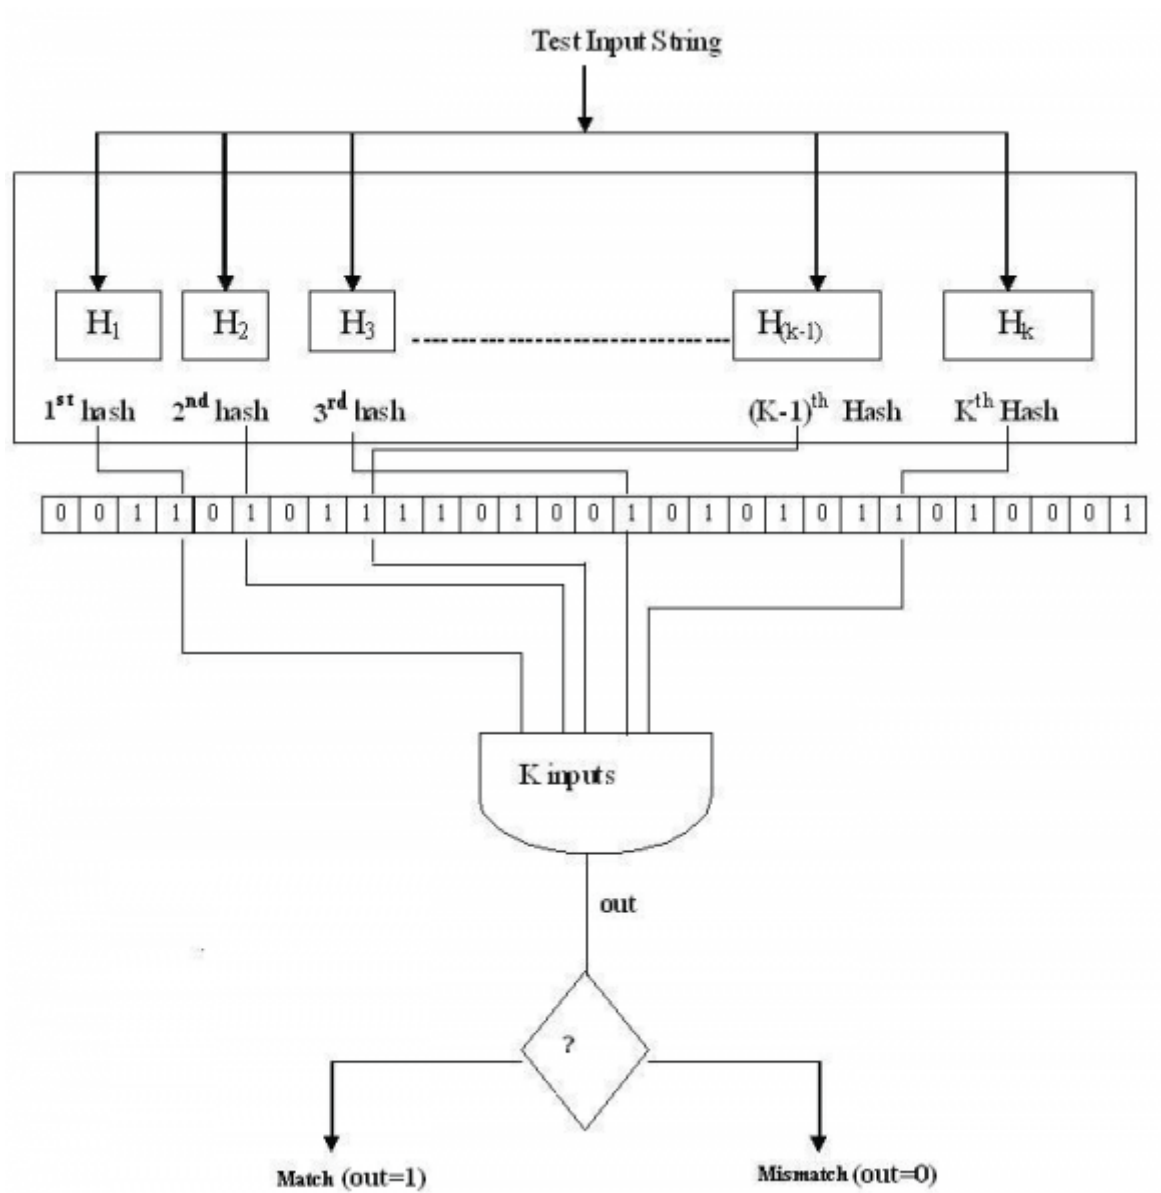 Test Input String
H1 H2 H3 H(k-1) Hk
1st hash 2nd hash 3rd hash (K-1)th Hash Kth Hash
0 0 1 1 0 1 0 1 1 1 1 0 1 0 0 1 0 1 0 1 0 1 1 0 1 0 0 0 1
K inputs
out
?
Match (out=1) Mismatch (out=0)